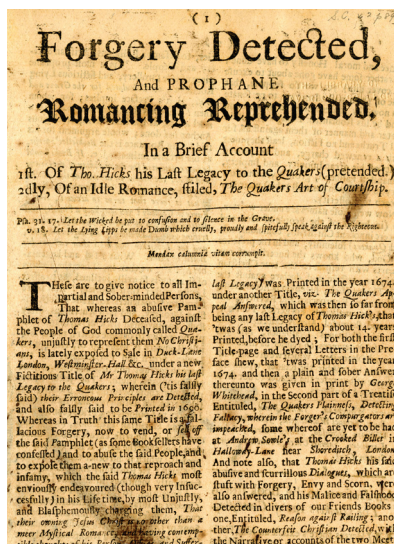 ( 1 )
Forgery Detected,
And PROPHANE
Romancing Reprehended.
In a Brief Account
1st. Of Tho. Hicks his Last Legacy to the Quakers (pretended.)
2dly, Of an Idle Romance, stiled, The Quakers Art of Courtship.
Psa. 31. 17. Let the Wicked be put to confusion and to silence in the Grave.
v. 18. Let the Lying Lipps be made Dumb which cruelly, proudly and spitefully speak against the Righteous.
Mendax calumnia vitam corrumpit.
THese are to give notice to all Im-
partial and Sober-minded Persons,
That whereas an abusive Pam-
phlet of Thomas Hicks Deceased, against
the People of God commonly called Qua-
kers, unjustly to represent them No Christi-
ans, is lately exposed to Sale in Duck-Lane
London, Westminster-Hall &c. under a new
Fictitious Title of Mr Thomas Hicks his last
Legacy to the Quakers; wherein ('tis falsly
said) their Erroneous Principles are Detected,
and also falsly said to be Printed in 1690.
Whereas in Truth this same Title is a fal-
lacious Forgery, now to vend, or sell off
the said Pamphlet (as some Booksellers have
confessed) and to abuse the said People, and
to expose them a-new to that reproach and
infamy, which the said Thomas Hicks most
enviously endeavoured (though very Insuc-
cesfully) in his Life time, by most Unjustly,
and Blasphemously charging them, That
their owning Jesus Christ is no other than a
meer Mystical Romance, and having contemp-
last Legacy) was Printed in the year 1674.
under another Title, viz. The Quakers Ap-
peal Answered, which was then so far from
being any last Legacy of Thomas Hicks's, that
'twas (as we understand) about 14. years
Printed, before he dyed; For both the first
Title-page and several Letters in the Pre-
face shew, that 'twas printed in the year
1674. and then a plain and sober Answer
thereunto was given in print by George
Whitehead, in the Second part of a Treatise
Entituled, The Quakers Plainness, Detecting
Fallacy, wherein the Forger's Compurgators are
impeached, some whereof are yet to be had
at Andrew Sowle's at the Crooked Billet in
Halloway-Lane near Shoreditch, London.
And note also, that Thomas Hicks his said
abusive and scurrilous Dialogues, which are
stuft with Forgery, Envy and Scorn, were
also answered, and his Malice and Falshood
Detected in divers of our Friends Books
one, Entituled, Reason against Railing; ano-
ther, The Counterfeit Christian Detected, with
the Narrative or accounts of the two Meet-